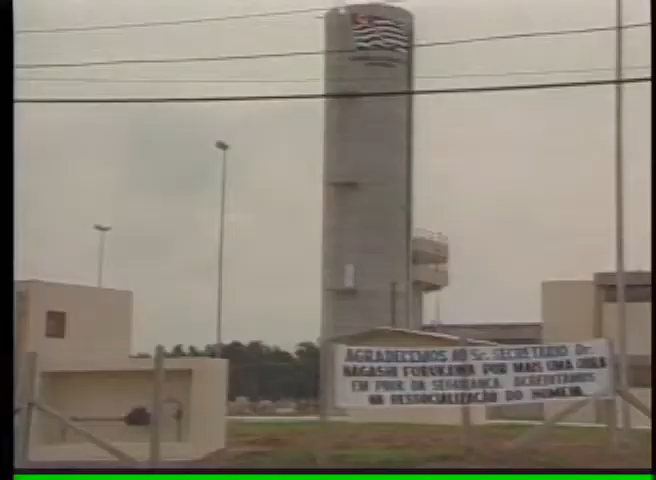 AGRADECEMOS AO Sr. SECRETÁRIO Dr.
NAGASHI FURUKAWA POR MAIS UMA OBRA
EM PROL DA SEGURANÇA. ACREDITAMOS
NA RESSOCIALIZAÇÃO DO HOMEM.